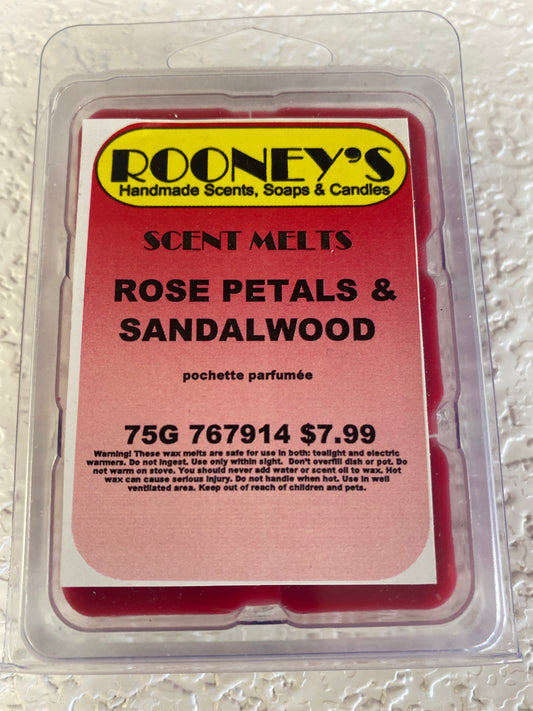 ROONEY'S
Handmade Scents, Soaps & Candles
SCENT MELTS
ROSE PETALS &
SANDALWOOD
pochette parfumée
75G 767914 $7.99
Warning! These wax melts are safe for use in both: tealight and electric
warmers. Do not ingest. Use only within sight. Don't overfill dish or pot. Do
not warm on stove. You should never add water or scent oil to wax. Hot
wax can cause serious injury. Do not handle when hot. Use in well
ventilated area. Keep out of reach of children and pets.